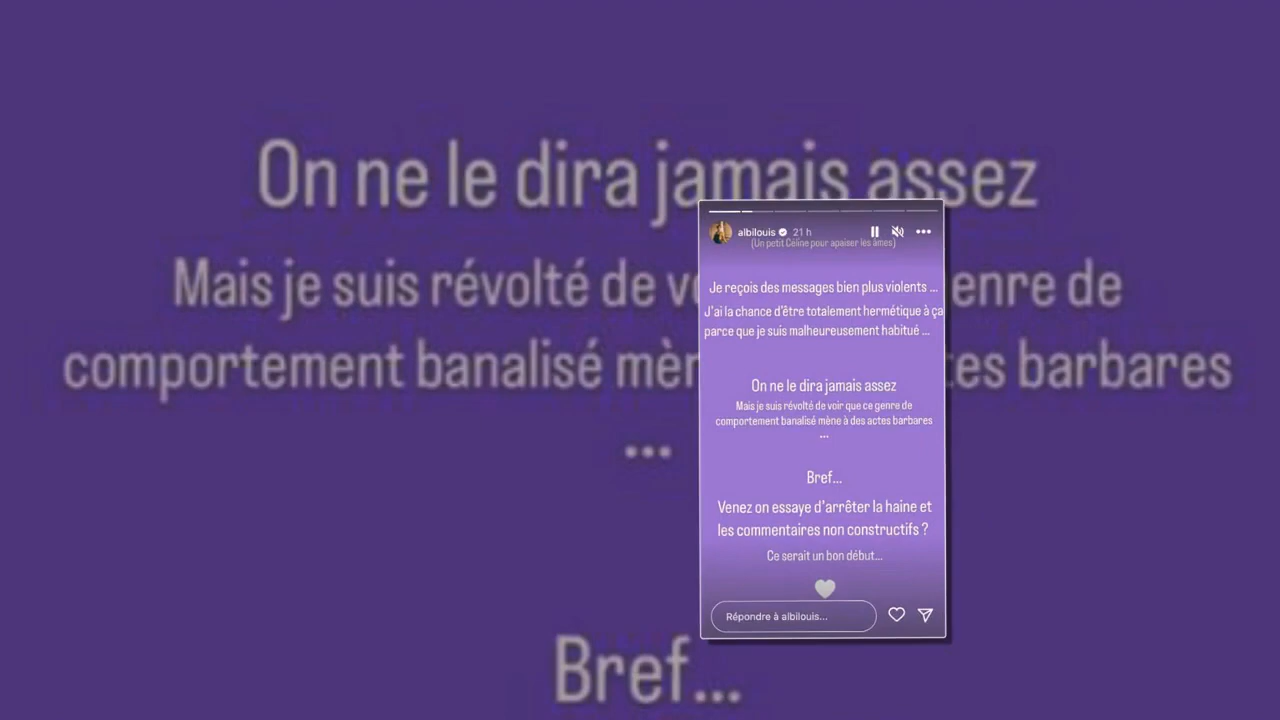 On ne le dira jamais assez
Mais je suis révolté de
enre de
comportement banalisé
tes barbares
...
Bref...
albilouis 21 h
(Un petit Céline pour apaiser les âmes)
Je reçois des messages bien plus violents ...
J'ai la chance d'être totalement hermétique à ça
parce que je suis malheureusement habitué ...
On ne le dira jamais assez
Mais je suis révolté de voir que ce genre de
comportement banalisé mène à des actes barbares
...
Bref...
Venez on essaye d'arrêter la haine et
les commentaires non constructifs ?
Ce serait un bon début...
Répondre à albilouis...